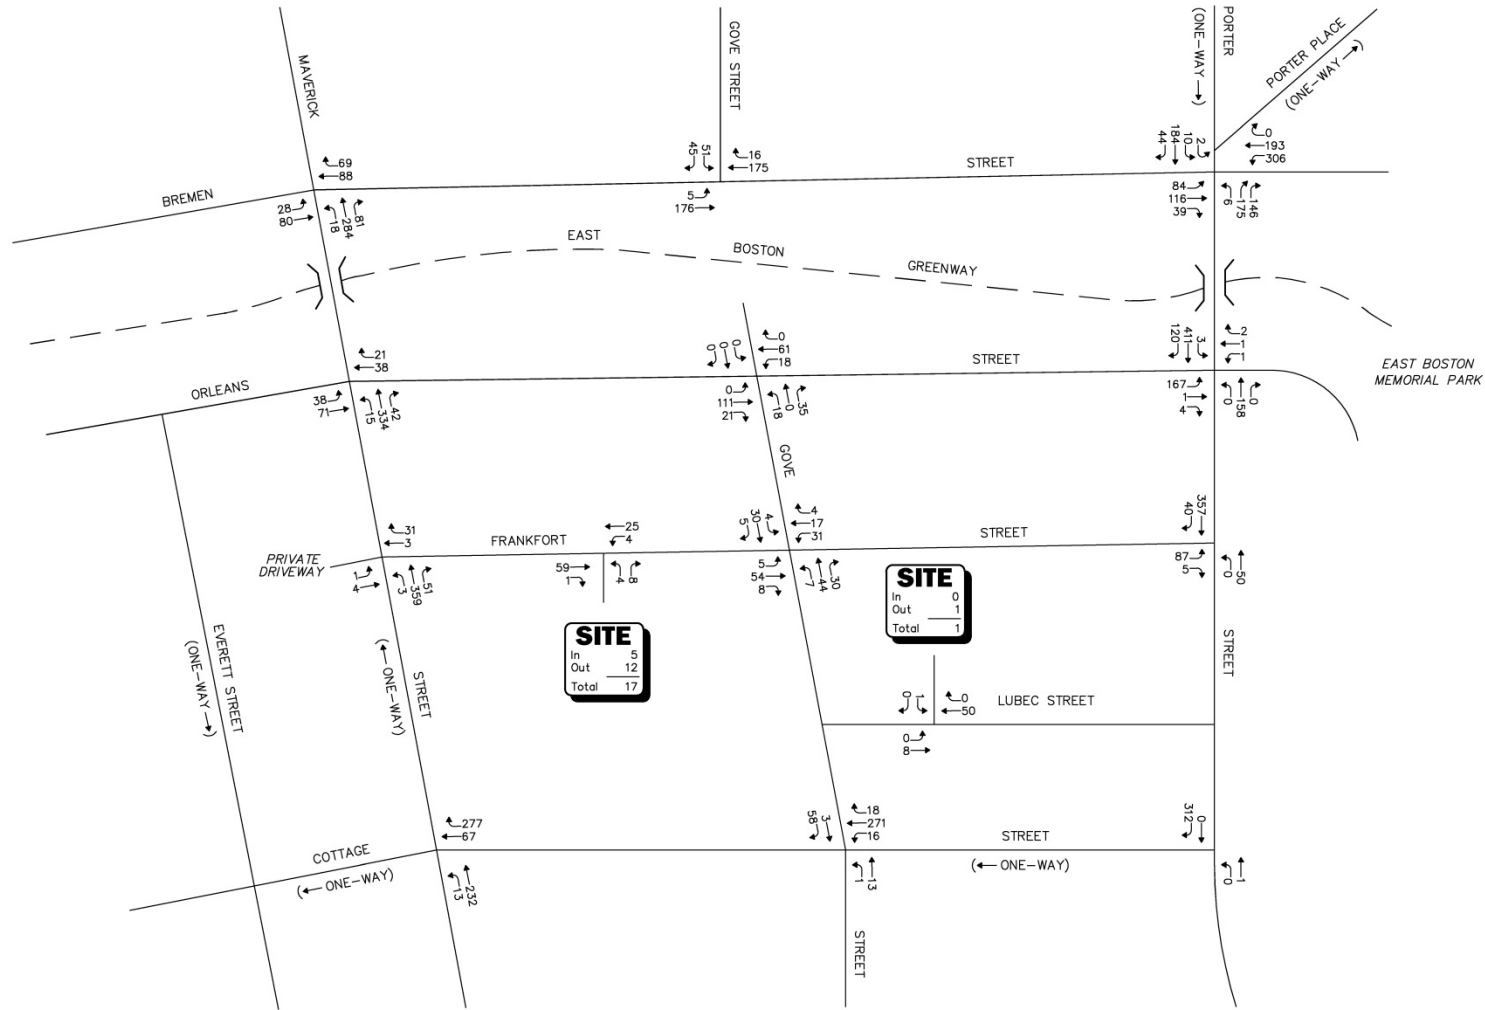 MAVERICK
GOVE STREET
PORTER
(ONE-WAY →)
PORTER PLACE
(ONE-WAY →)
BREMEN
STREET
69
88
28
80
18
284
81
45
51
16
175
5
176
44
184
10
2
0
193
306
84
116
39
6
175
146
EAST
BOSTON
GREENWAY
ORLEANS
STREET
21
38
38
71
15
334
42
0
0
0
0
61
18
0
111
21
18
0
35
120
411
3
2
1
1
167
1
4
0
158
0
EAST BOSTON
MEMORIAL PARK
GOVE
PRIVATE
DRIVEWAY
FRANKFORT
STREET
31
3
1
4
3
359
51
25
4
59
1
4
8
5
30
4
4
17
31
5
54
8
7
44
30
40
357
87
5
0
50
SITE
In 5
Out 12
Total 17
SITE
In 0
Out 1
Total 1
EVERETT STREET
(ONE-WAY →)
STREET
(← ONE-WAY)
STREET
LUBEC STREET
0
1
0
50
0
8
COTTAGE
(← ONE-WAY)
STREET
(← ONE-WAY)
277
67
13
232
58
3
18
271
16
1
13
312
0
0
1
STREET